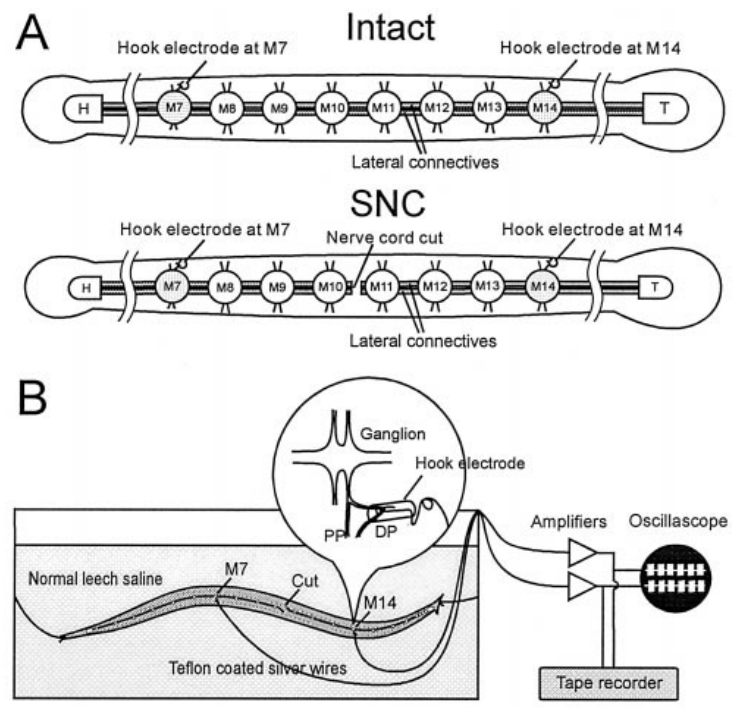 A
Intact
Hook electrode at M7
Hook electrode at M14
H
M7
M8
M9
M10
M11
M12
M13
M14
T
Lateral connectives
SNC
Hook electrode at M7
Nerve cord cut
Hook electrode at M14
H
M7
M8
M9
M10
M11
M12
M13
M14
T
Lateral connectives
B
Ganglion
Hook electrode
PP
DP
Amplifiers
Oscillascope
Normal leech saline
M7
Cut
M14
Teflon coated silver wires
Tape recorder